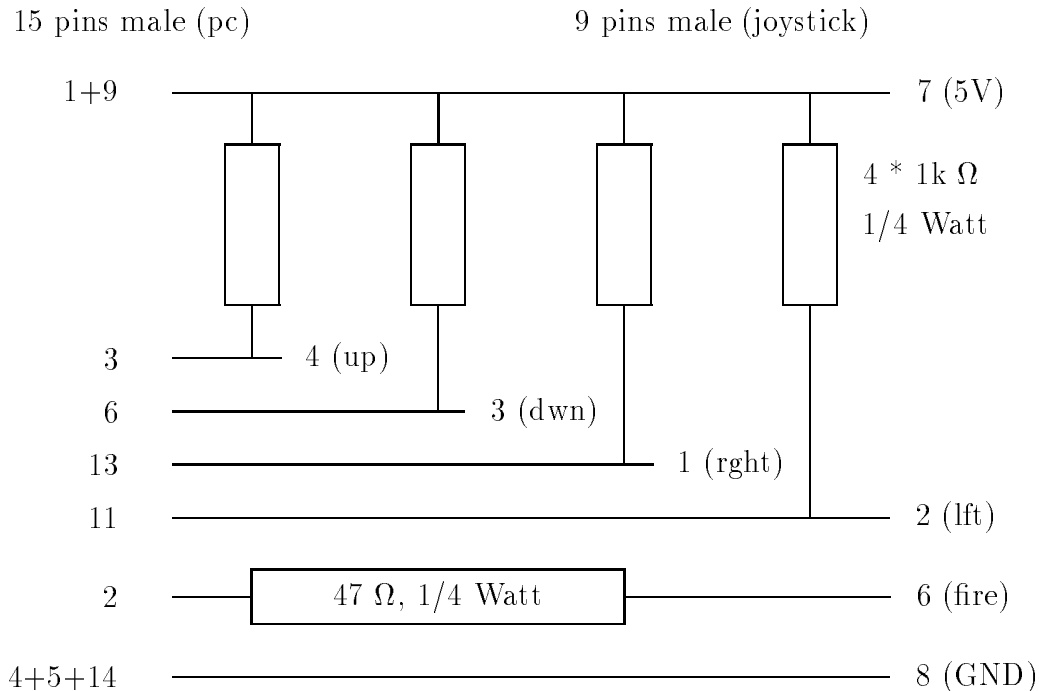 15 pins male (pc)
9 pins male (joystick)
1+9
7 (5V)
4 * 1k Ω
1/4 Watt
3
4 (up)
6
3 (dwn)
13
1 (rght)
11
2 (lft)
2
47 Ω, 1/4 Watt
6 (fire)
4+5+14
8 (GND)